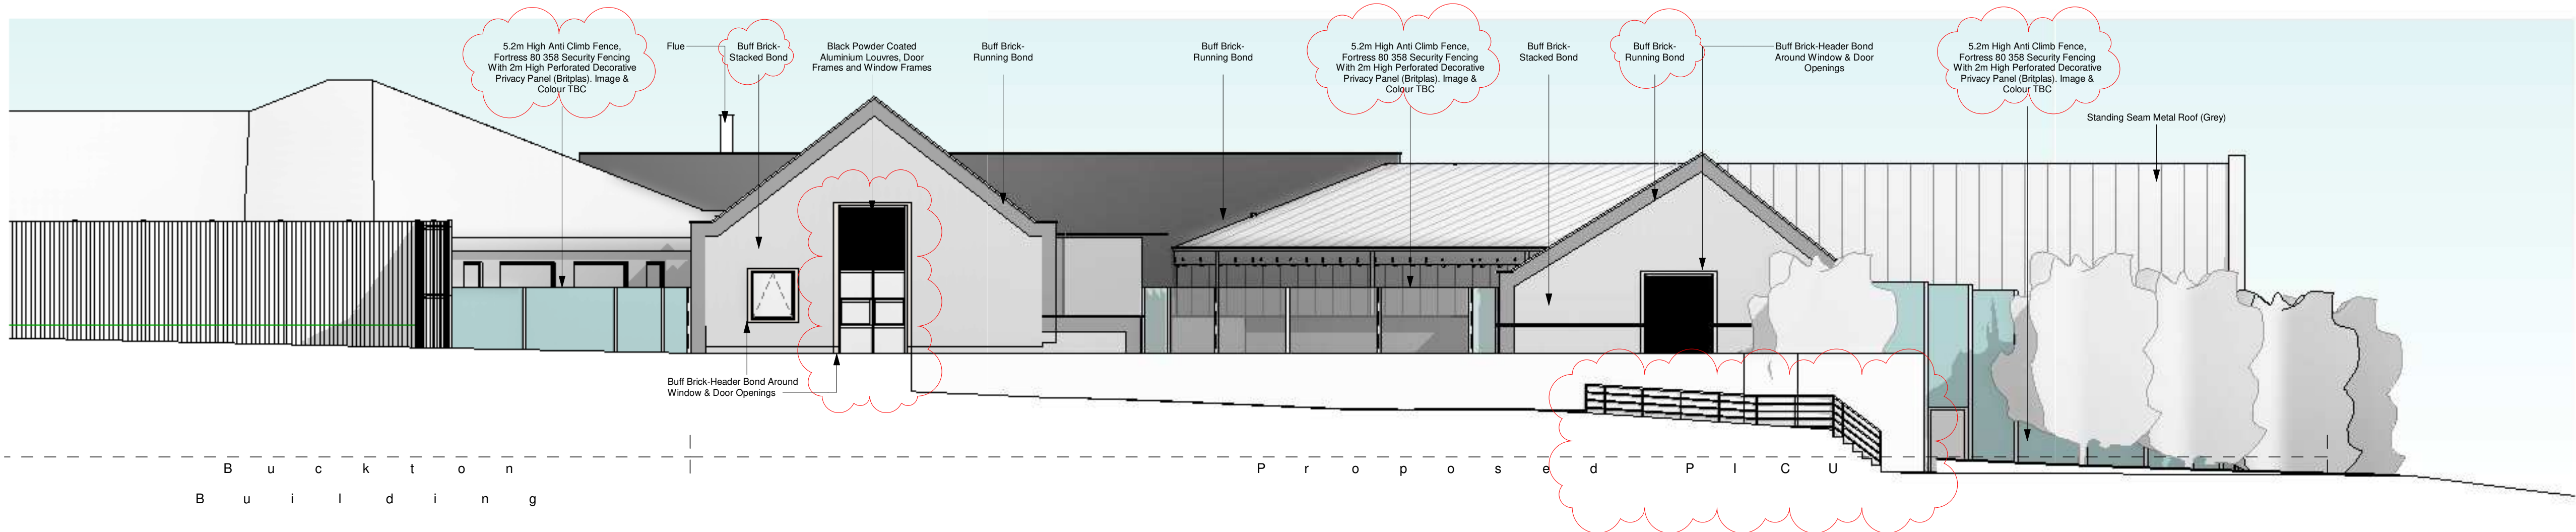 5.2m High Anti Climb Fence,
Fortress 80 358 Security Fencing
With 2m High Perforated Decorative
Privacy Panel (Britplas). Image &
Colour TBC
Flue
Buff Brick-
Stacked Bond
Black Powder Coated
Aluminium Louvres, Door
Frames and Window Frames
Buff Brick-
Running Bond
Buff Brick-
Running Bond
5.2m High Anti Climb Fence,
Fortress 80 358 Security Fencing
With 2m High Perforated Decorative
Privacy Panel (Britplas). Image &
Colour TBC
Buff Brick-
Stacked Bond
Buff Brick-
Running Bond
Buff Brick-Header Bond
Around Window & Door
Openings
5.2m High Anti Climb Fence,
Fortress 80 358 Security Fencing
With 2m High Perforated Decorative
Privacy Panel (Britplas). Image &
Colour TBC
Standing Seam Metal Roof (Grey)
Buff Brick-Header Bond Around
Window & Door Openings
Buckton
Building
Proposed PICU